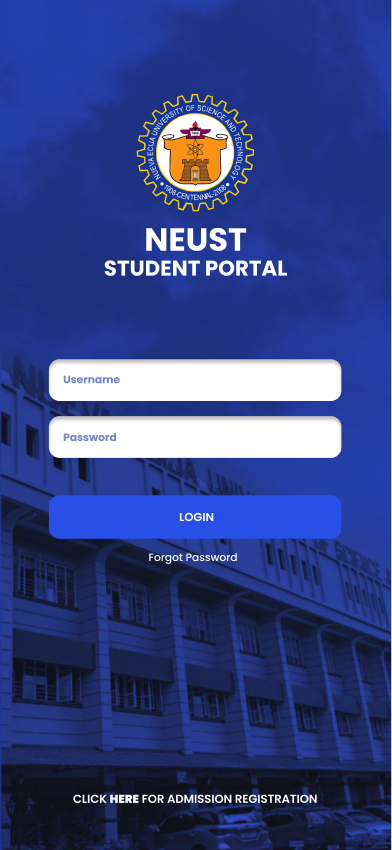 NUEVA ECIJA UNIVERSITY OF SCIENCE AND TECHNOLOGY
1908-CENTENNIAL-2008
NEUST
STUDENT PORTAL
Username
Password
LOGIN
Forgot Password
CLICK HERE FOR ADMISSION REGISTRATION